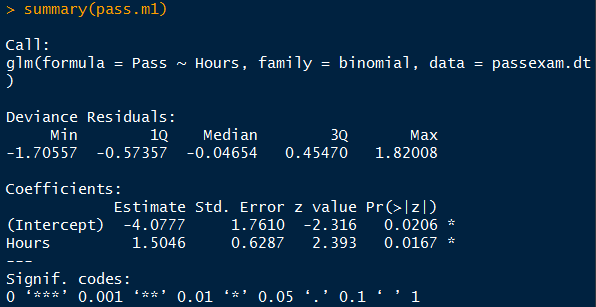 > summary(pass.m1)
Call:
glm(formula = Pass ~ Hours, family = binomial, data = passexam.dt
)
Deviance Residuals:
Min 1Q Median 3Q Max
-1.70557 -0.57357 -0.04654 0.45470 1.82008
Coefficients:
Estimate Std. Error z value Pr(>|z|)
(Intercept) -4.0777 1.7610 -2.316 0.0206 *
Hours 1.5046 0.6287 2.393 0.0167 *
---
Signif. codes:
0 ‘***’ 0.001 ‘**’ 0.01 ‘*’ 0.05 ‘.’ 0.1 ‘ ’ 1